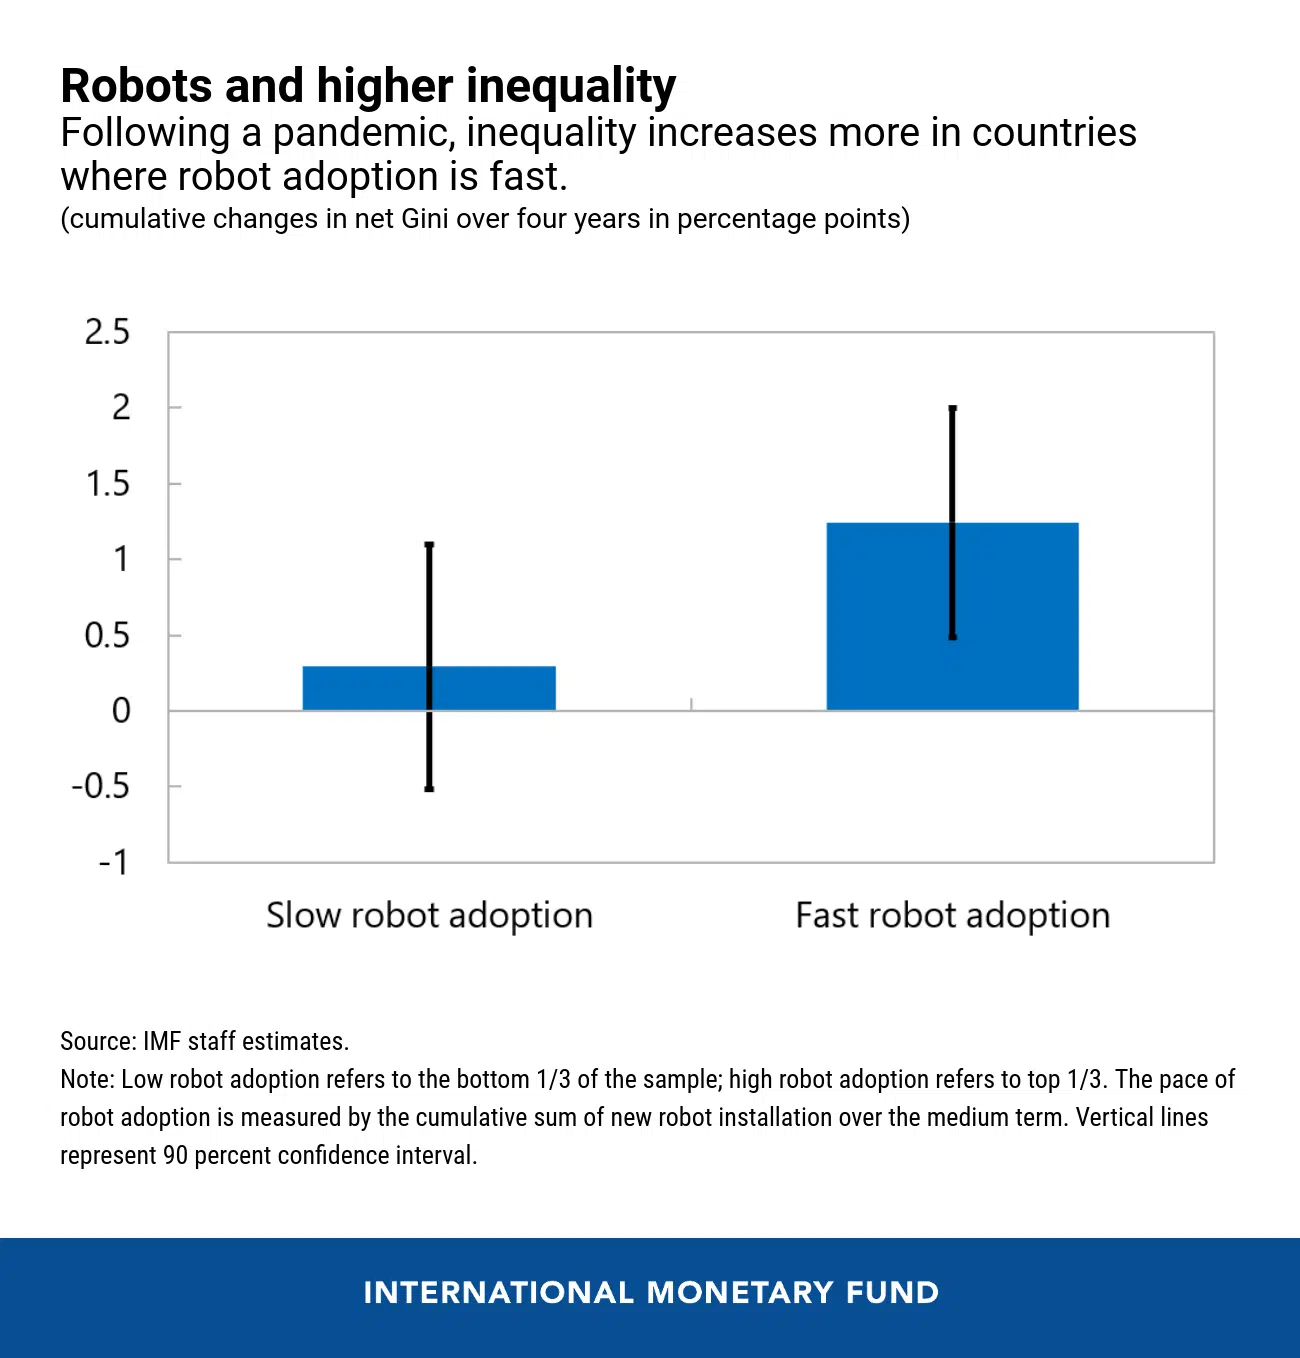 Robots and higher inequality
Following a pandemic, inequality increases more in countries
where robot adoption is fast.
(cumulative changes in net Gini over four years in percentage points)
2.5
2
1.5
1
0.5
0
-0.5
-1
Slow robot adoption
Fast robot adoption
Source: IMF staff estimates.
Note: Low robot adoption refers to the bottom 1/3 of the sample; high robot adoption refers to top 1/3. The pace of
robot adoption is measured by the cumulative sum of new robot installation over the medium term. Vertical lines
represent 90 percent confidence interval.
INTERNATIONAL MONETARY FUND